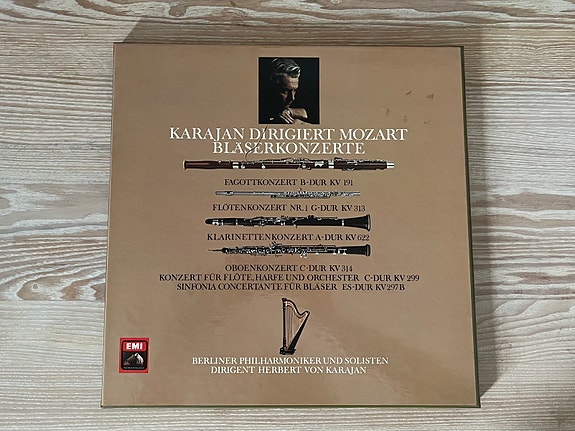 KARAJAN DIRIGIERT MOZART
BLÄSERKONZERTE
FAGOTTKONZERT B-DUR KV 191
FLÖTENKONZERT NR. 1 G-DUR KV 313
KLARINETTENKONZERT A-DUR KV 622
OBOENKONZERT C-DUR KV 314
KONZERT FÜR FLÖTE, HARFE UND ORCHESTER C-DUR KV 299
SINFONIA CONCERTANTE FÜR BLÄSER ES-DUR KV 297 B
EMI
BERLINER PHILHARMONIKER UND SOLISTEN
DIRIGENT HERBERT VON KARAJAN